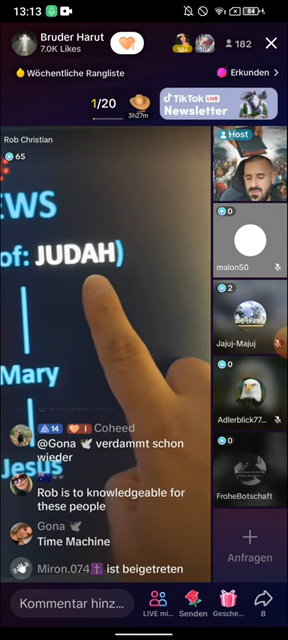 13:13
84
Bruder Harut
7.0K Likes
182
Wöchentliche Rangliste
Erkunden >
1/20
3h27m
TikTok LIVE
Newsletter
Rob Christian
65
Host
EWS
of: JUDAH)
Mary
Jesus
0
malon50
2
Jajuj-Majuj
0
Adlerblick77...
0
FroheBotschaft
14 1 Coheed
@Gona 🕊 verdammt schon
wieder
Rob is to knowledgeable for
these people
Gona 🕊
Time Machine
Miron.074✝ ist beigetreten
+
Anfragen
Kommentar hinz...
LIVE mi...
Senden
Gesche...
8